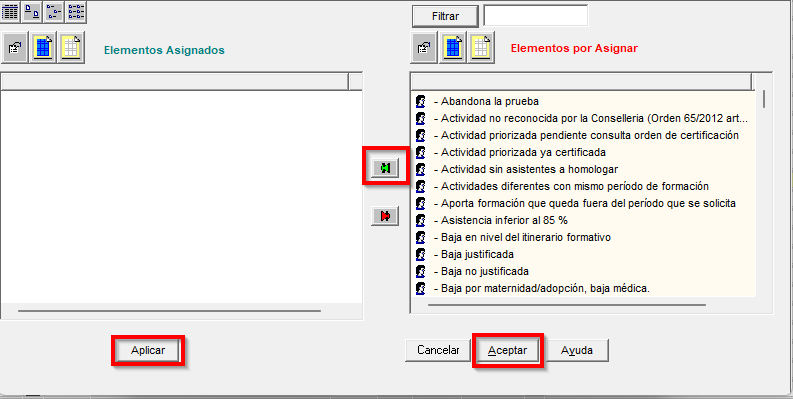 Filtrar
Elementos Asignados
Elementos por Asignar
- Abandona la prueba
- Actividad no reconocida por la Conselleria (Orden 65/2012 art...
- Actividad priorizada pendiente consulta orden de certificación
- Actividad priorizada ya certificada
- Actividad sin asistentes a homologar
- Actividades diferentes con mismo período de formación
- Aporta formación que queda fuera del período que se solicita
- Asistencia inferior al 85 %
- Baja en nivel del itinerario formativo
- Baja justificada
- Baja no justificada
- Baja por maternidad/adopción, baja médica.
Aplicar
Cancelar
Aceptar
Ayuda